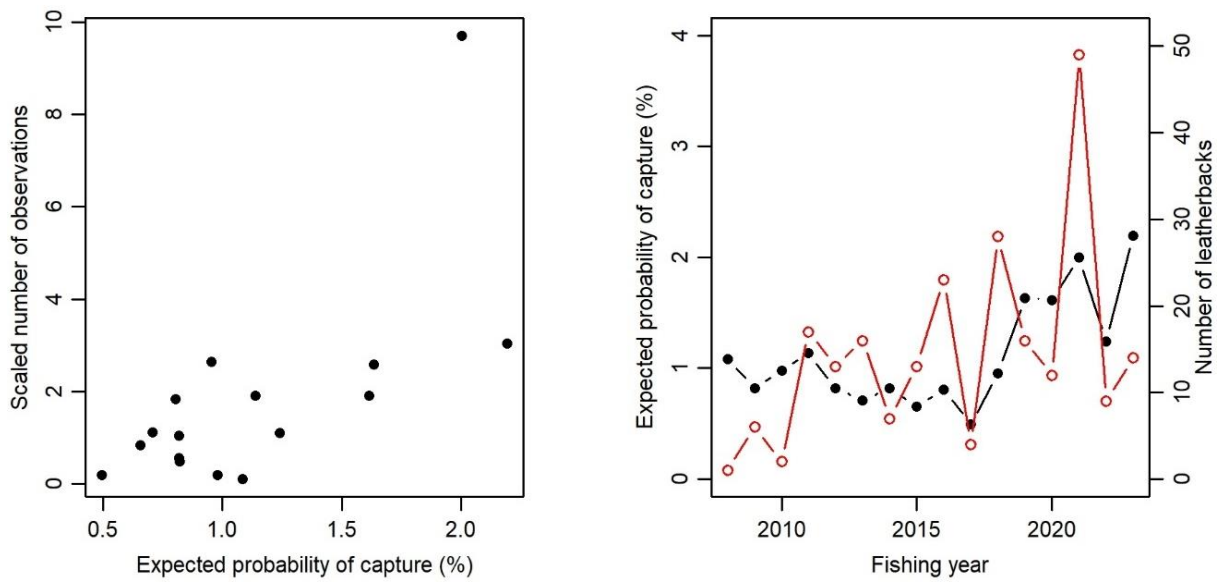 Scaled number of observations
10
8
6
4
2
0
0.5 1.0 1.5 2.0
Expected probability of capture (%)
Expected probability of capture (%)
4
3
2
1
0
2010 2015 2020
Fishing year
50
40
30
20
10
0
Number of leatherbacks